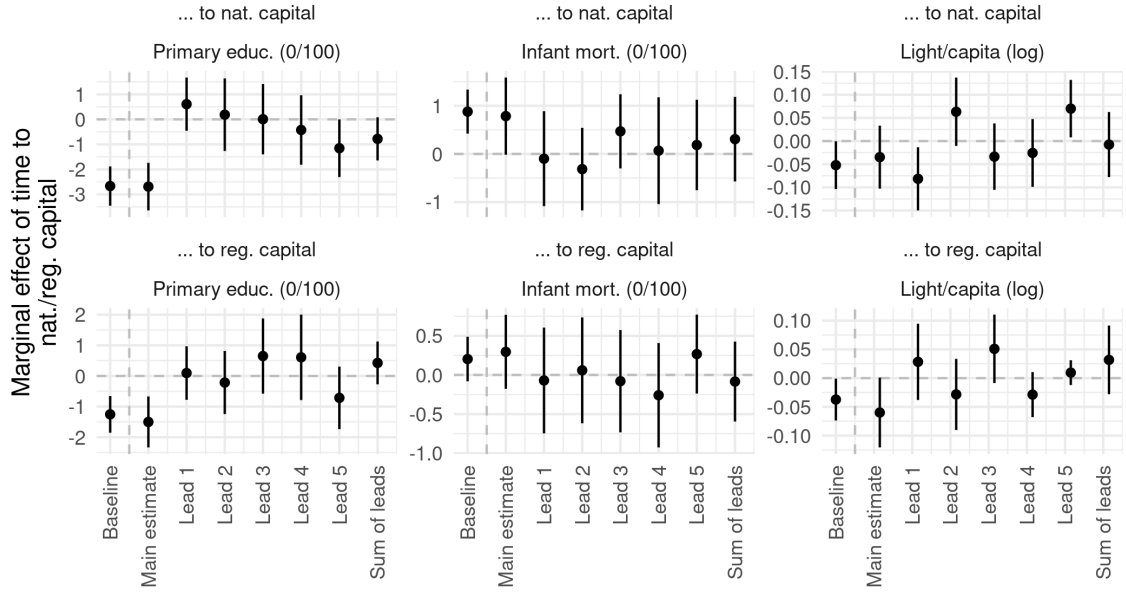 ... to nat. capital
... to nat. capital
... to nat. capital
Primary educ. (0/100)
Infant mort. (0/100)
Light/capita (log)
1
0
-1
-2
-3
1
0
-1
0.15
0.10
0.05
0.00
-0.05
-0.10
-0.15
Marginal effect of time to
nat./reg. capital
... to reg. capital
... to reg. capital
... to reg. capital
Primary educ. (0/100)
Infant mort. (0/100)
Light/capita (log)
2
1
0
-1
-2
0.5
0.0
-0.5
-1.0
0.10
0.05
0.00
-0.05
-0.10
Baseline
Main estimate
Lead 1
Lead 2
Lead 3
Lead 4
Lead 5
Sum of leads
Baseline
Main estimate
Lead 1
Lead 2
Lead 3
Lead 4
Lead 5
Sum of leads
Baseline
Main estimate
Lead 1
Lead 2
Lead 3
Lead 4
Lead 5
Sum of leads